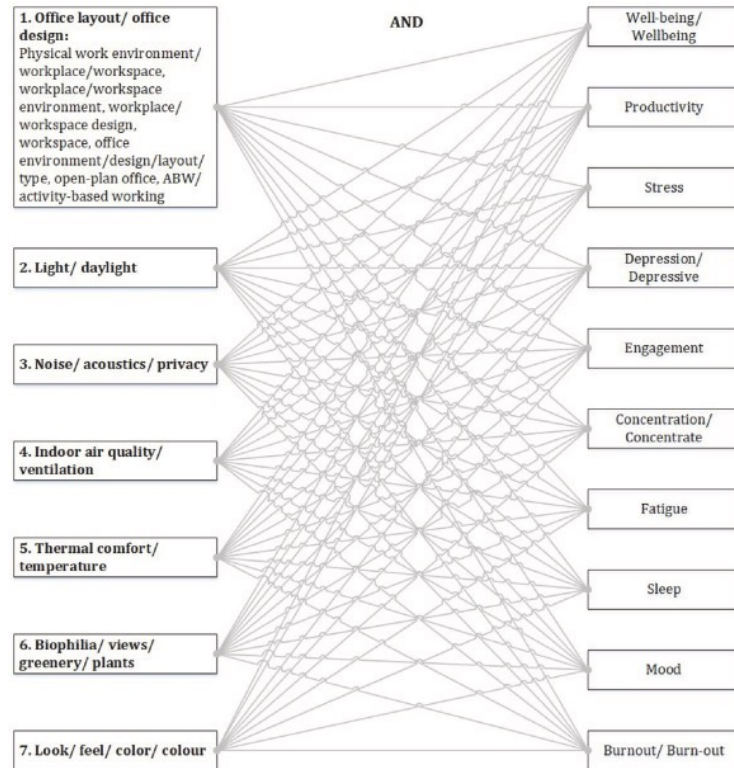 1. Office layout/ office
design:
Physical work environment/
workplace/workspace,
workplace/workspace
environment, workplace/
workspace design,
workspace, office
environment/design/layout/
type, open-plan office, ABW/
activity-based working
2. Light/ daylight
3. Noise/ acoustics/ privacy
4. Indoor air quality/
ventilation
5. Thermal comfort/
temperature
6. Biophilia/ views/
greenery/ plants
7. Look/ feel/ color/ colour
AND
Well-being/
Wellbeing
Productivity
Stress
Depression/
Depressive
Engagement
Concentration/
Concentrate
Fatigue
Sleep
Mood
Burnout/ Burn-out